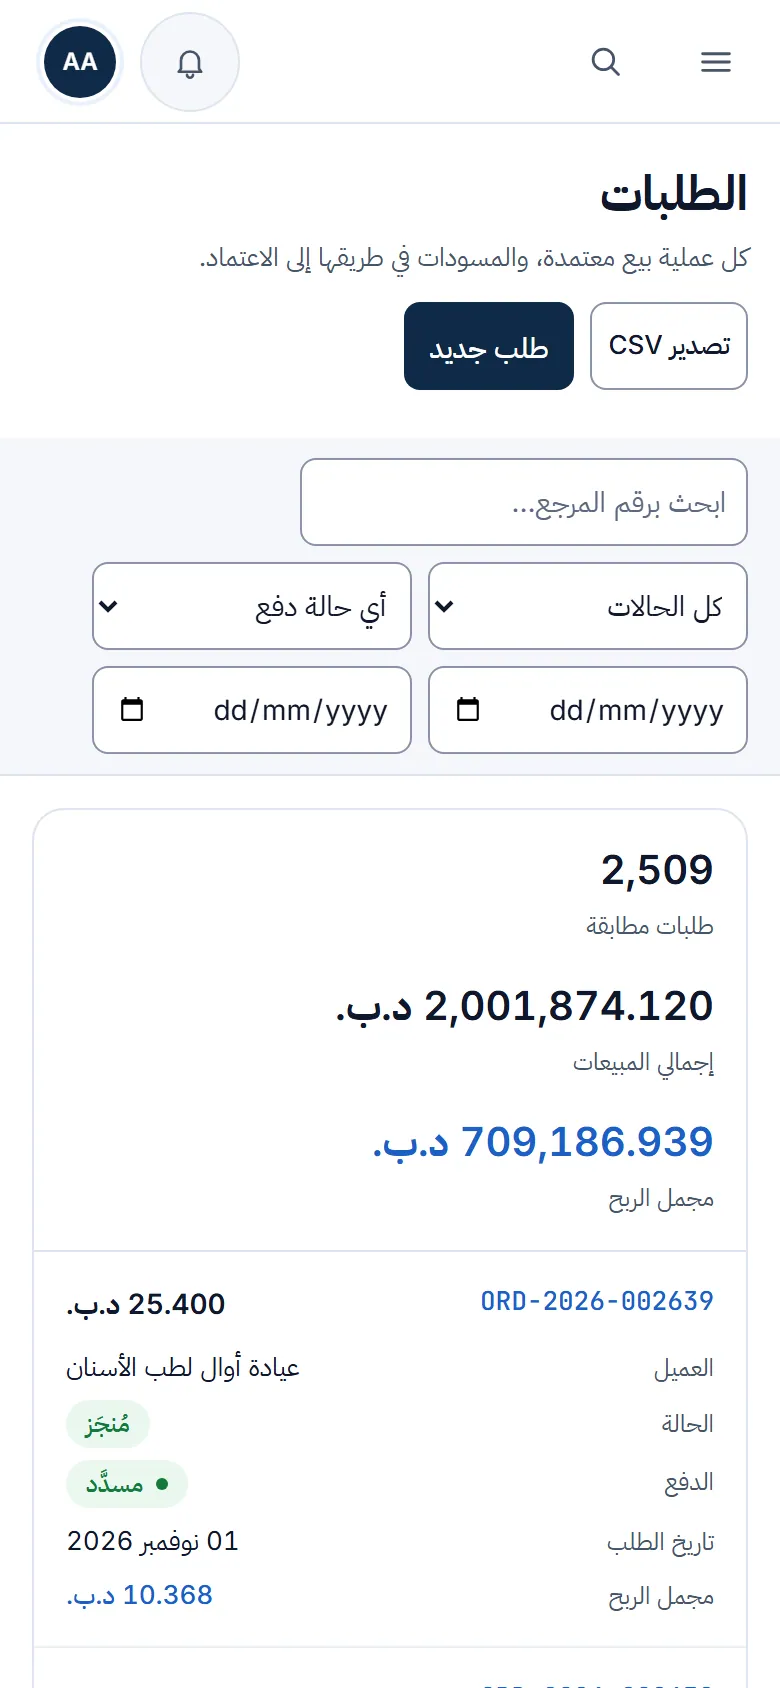 AA
الطلبات
كل عملية بيع معتمدة، والمسودات في طريقها إلى الاعتماد.
تصدير CSV
طلب جديد
ابحث برقم المرجع...
كل الحالات
أي حالة دفع
dd/mm/yyyy
dd/mm/yyyy
2,509
طلبات مطابقة
2,001,874.120 د.ب.
إجمالي المبيعات
709,186.939 د.ب.
مجمل الربح
ORD-2026-002639
25.400 د.ب.
العميل
عيادة أوال لطب الأسنان
الحالة
مُنجَز
الدفع
مسدَّد
تاريخ الطلب
01 نوفمبر 2026
مجمل الربح
10.368 د.ب.